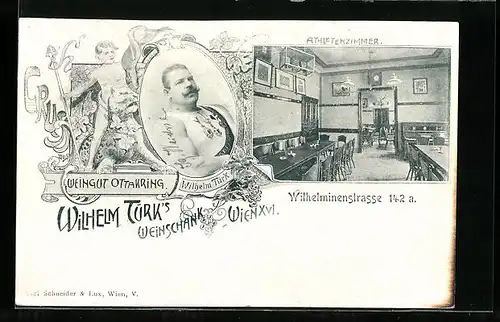 GRUSS
ATHLETENZIMMER.
WEINGUT OTTAKRING.
Wilhelm Türk
WILHELM TÜRK'S
WEINSCHANK WIEN XVI.
Wilhelminenstrasse 142 a.
Schneider & Lux, Wien, V.